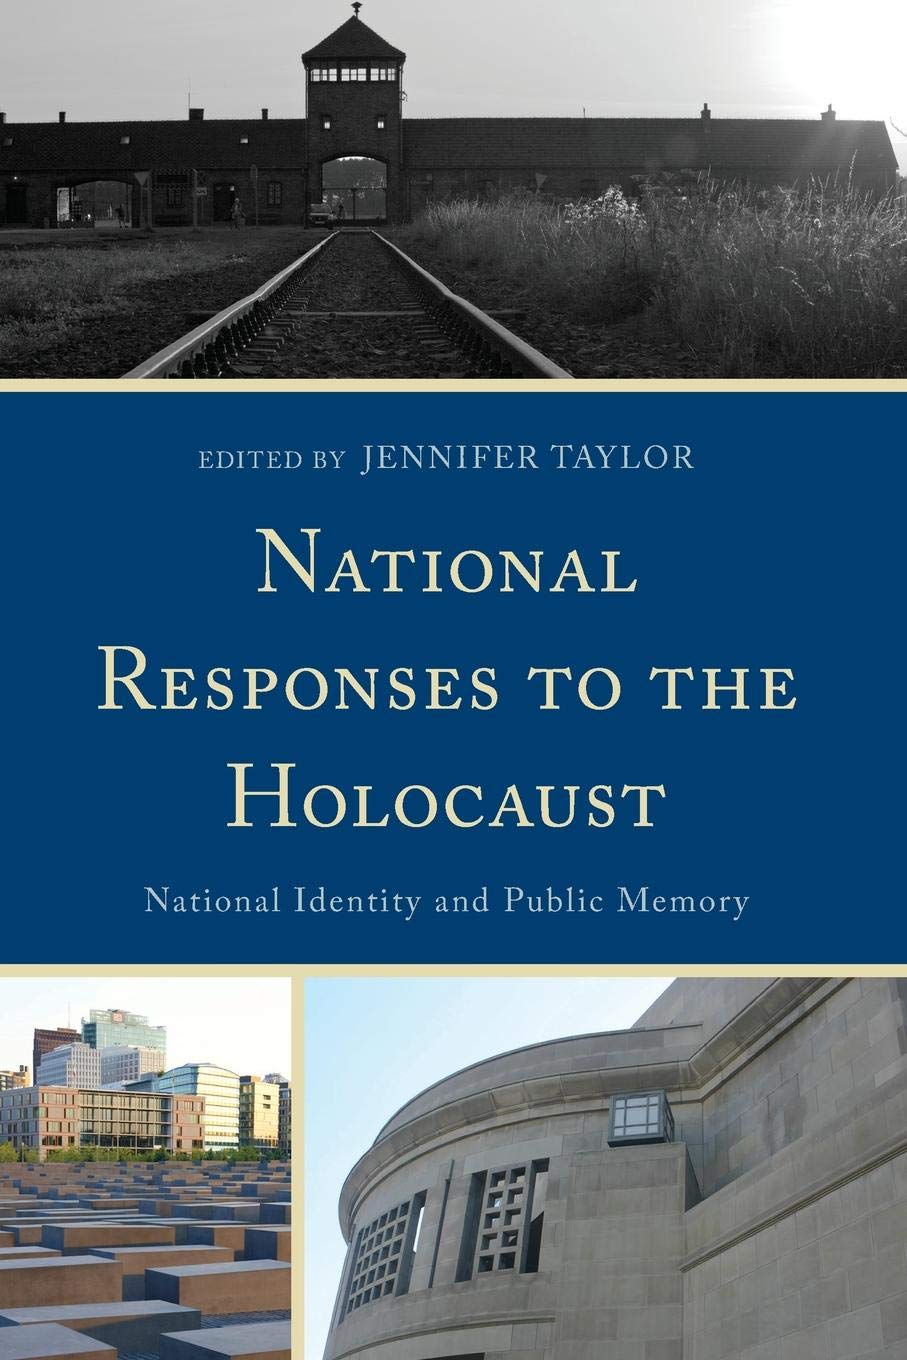 EDITED BY JENNIFER TAYLOR
NATIONAL
RESPONSES TO THE
HOLOCAUST
National Identity and Public Memory